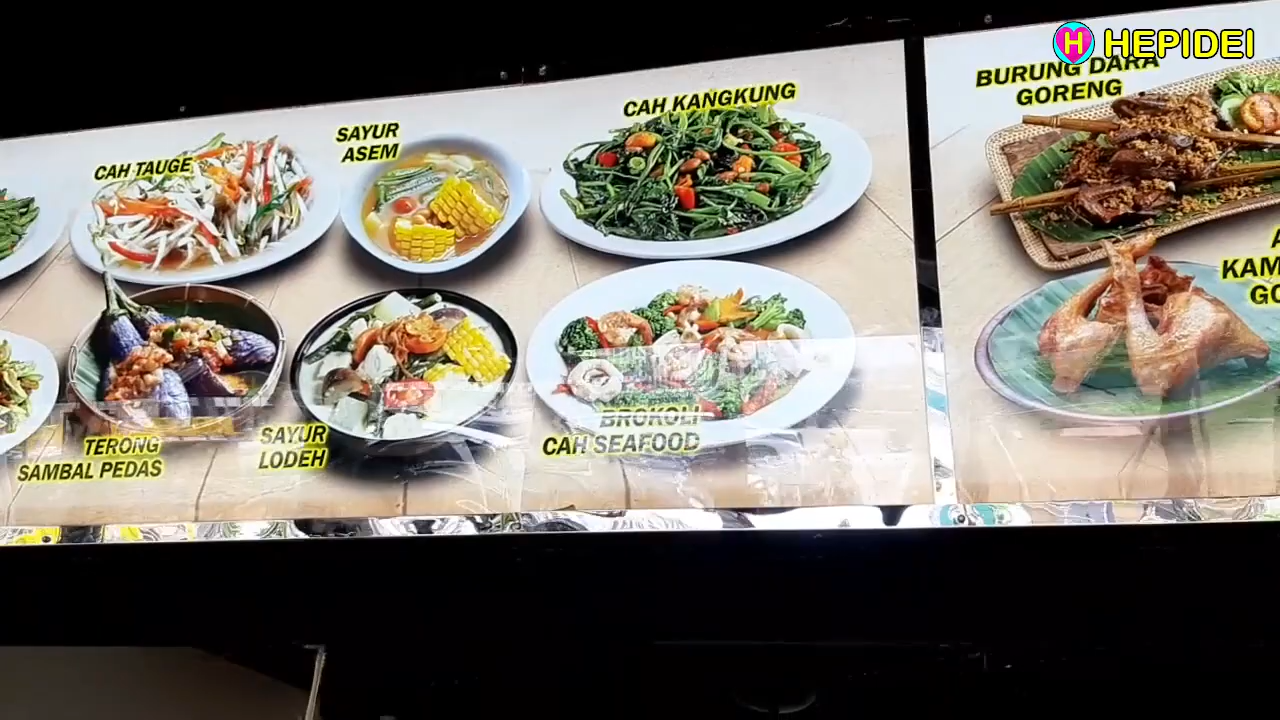 HEPIDEI
CAH TAUGE
SAYUR
ASEM
CAH KANGKUNG
BURUNG DARA
GORENG
TERONG
SAMBAL PEDAS
SAYUR
LODEH
BROKOLI
CAH SEAFOOD